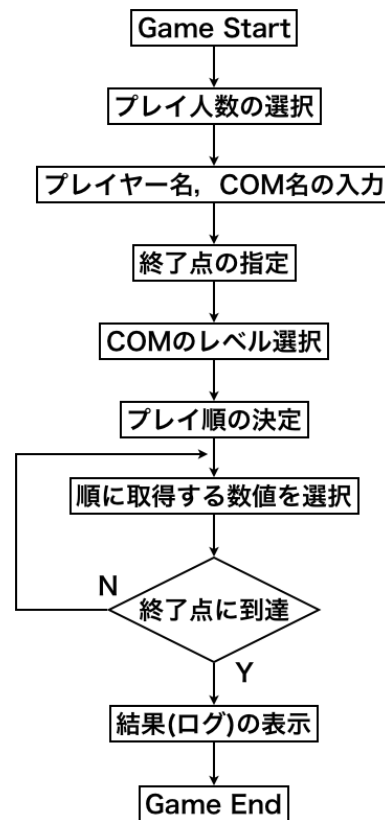 Game Start
プレイ人数の選択
プレイヤー名，COM名の入力
終了点の指定
COMのレベル選択
プレイ順の決定
順に取得する数値を選択
N
終了点に到達
Y
結果(ログ)の表示
Game End